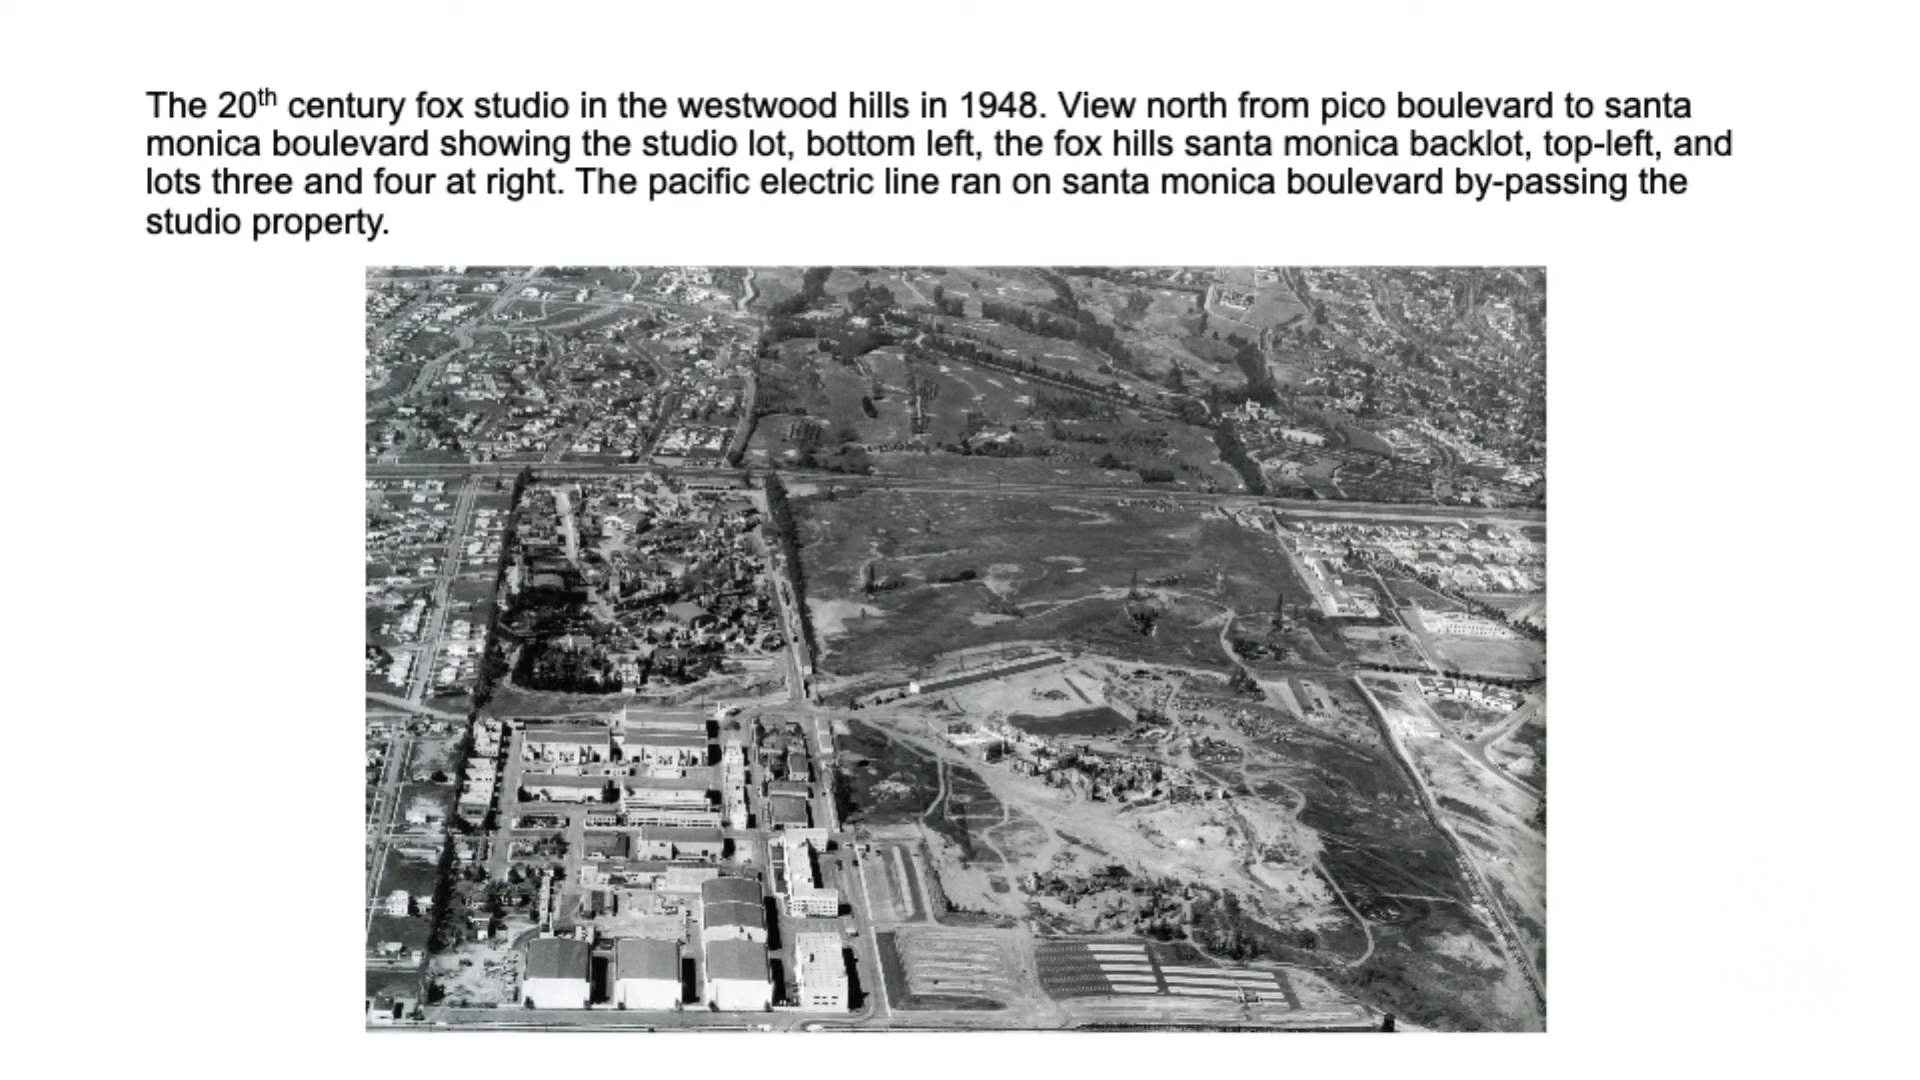 The 20th century fox studio in the westwood hills in 1948. View north from pico boulevard to santa
monica boulevard showing the studio lot, bottom left, the fox hills santa monica backlot, top-left, and
lots three and four at right. The pacific electric line ran on santa monica boulevard by-passing the
studio property.